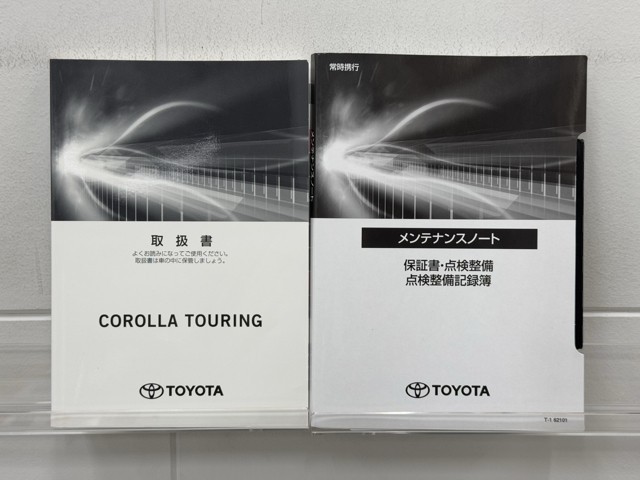 取扱書
よくお読みになってご使用ください。
取扱書は車の中に保管しましょう。
COROLLA TOURING
TOYOTA
常時携行
メンテナンスノート
保証書・点検整備
点検整備記録簿
TOYOTA